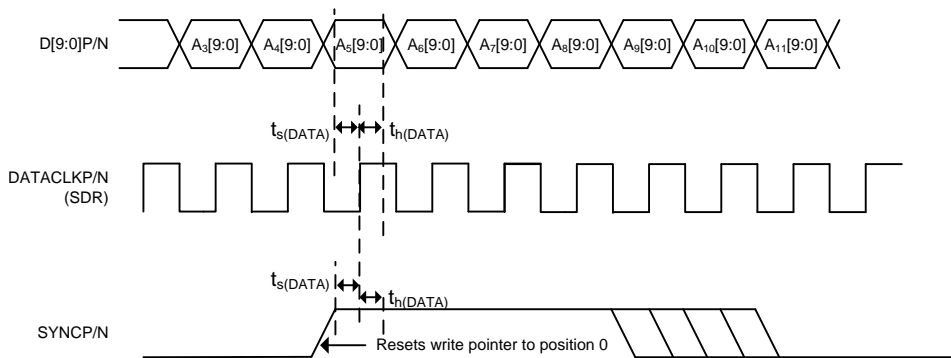 D[9:0]P/N
A3[9:0] A4[9:0] A5[9:0] A6[9:0] A7[9:0] A8[9:0] A9[9:0] A10[9:0] A11[9:0]
ts(DATA) th(DATA)
DATACLKP/N
(SDR)
ts(DATA) th(DATA)
SYNCP/N
Resets write pointer to position 0